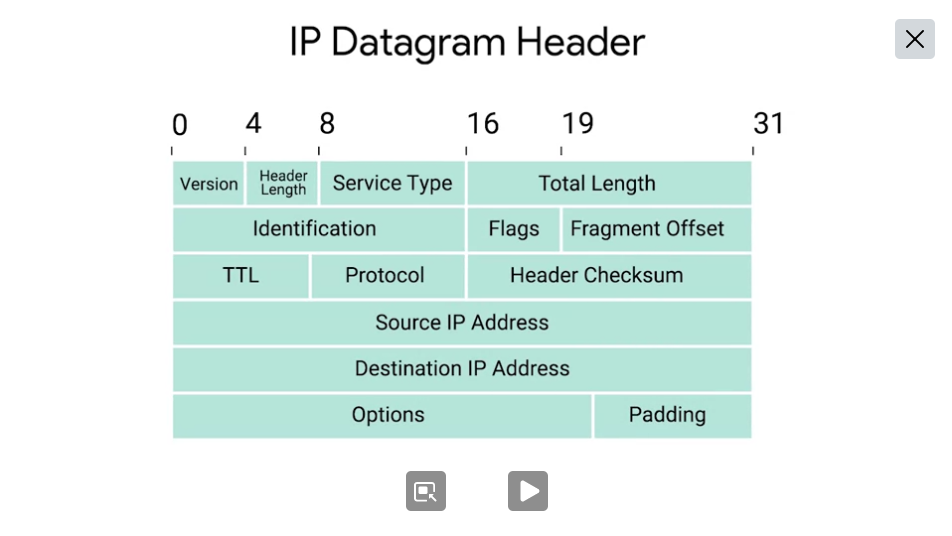 IP Datagram Header
0 4 8 16 19 31
Version Header Length Service Type Total Length
Identification Flags Fragment Offset
TTL Protocol Header Checksum
Source IP Address
Destination IP Address
Options Padding